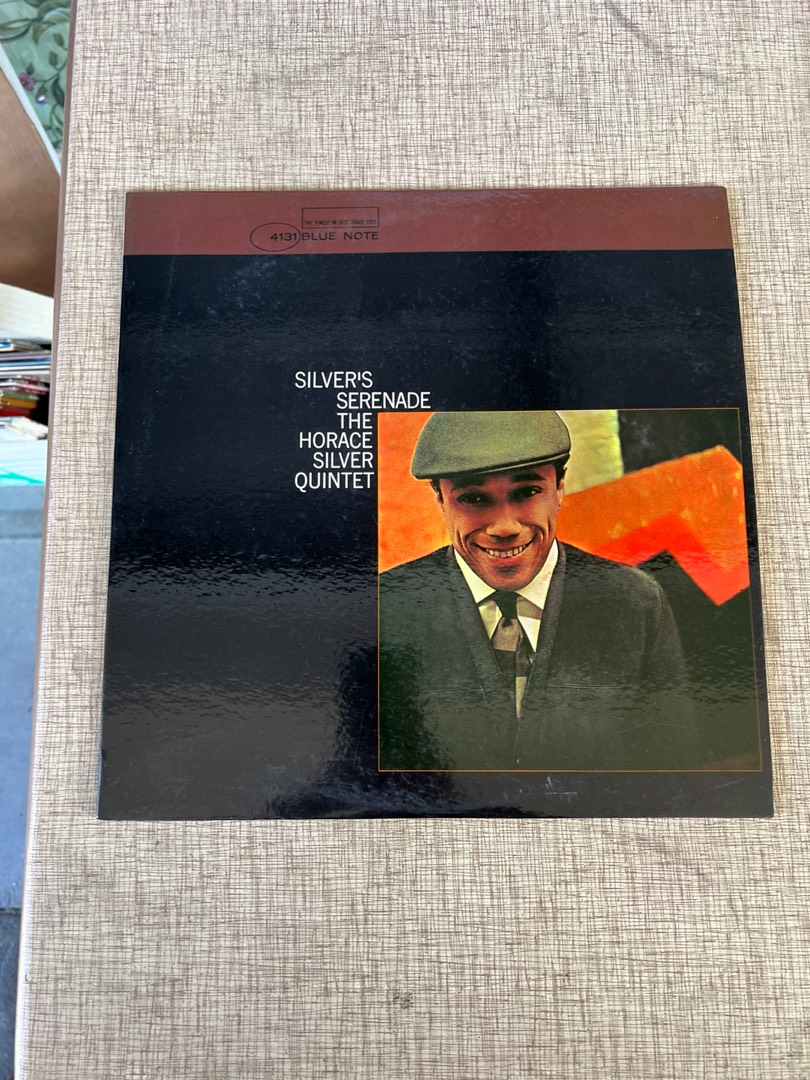 THE FINEST IN JAZZ SINCE 1939
4131 BLUE NOTE
SILVER'S
SERENADE
THE
HORACE
SILVER
QUINTET